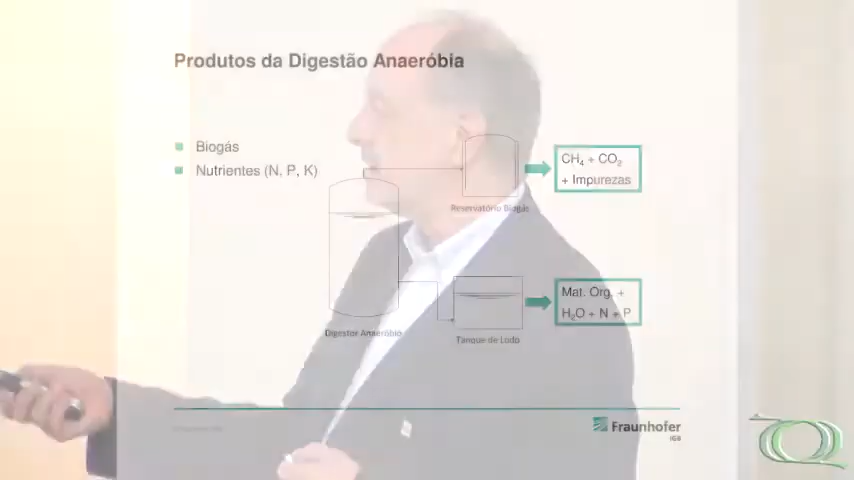 Produtos da Digestão Anaeróbia
Biogás
Nutrientes (N, P, K)
CH₄ + CO₂
+ Impurezas
Reservatório Biogás
Mat. Org. +
H₂O + N + P
Digestor Anaeróbio
Tanque de Lodo
Fraunhofer
IGB